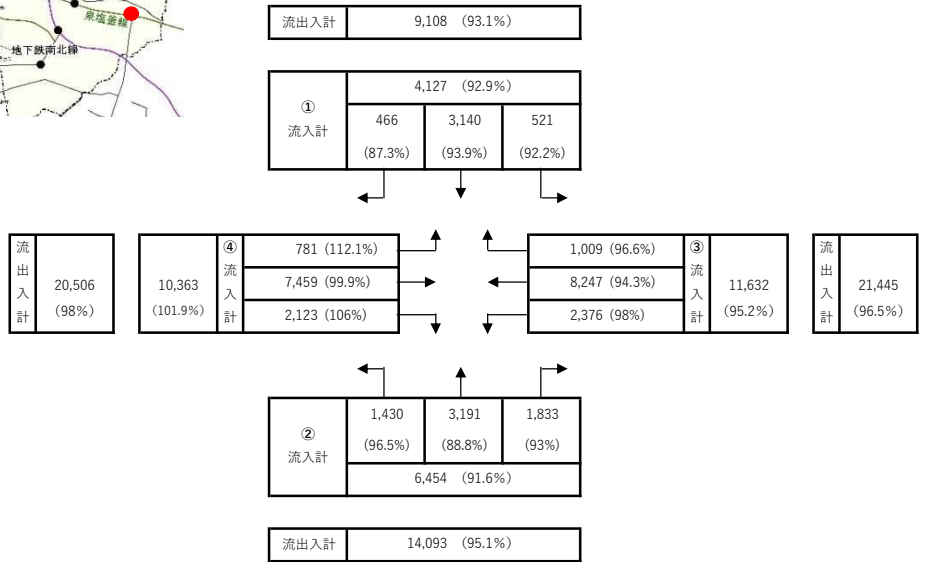 泉塩釜線
地下鉄南北線
流出入計 9,108 (93.1%)
① 流入計
4,127 (92.9%)
466 3,140 521
(87.3%) (93.9%) (92.2%)
流出入計 20,506 (98%)
10,363 (101.9%)
④ 流入計
781 (112.1%)
7,459 (99.9%)
2,123 (106%)
1,009 (96.6%)
8,247 (94.3%)
2,376 (98%)
③ 流入計
11,632 (95.2%)
流出入計 21,445 (96.5%)
② 流入計
1,430 3,191 1,833
(96.5%) (88.8%) (93%)
6,454 (91.6%)
流出入計 14,093 (95.1%)